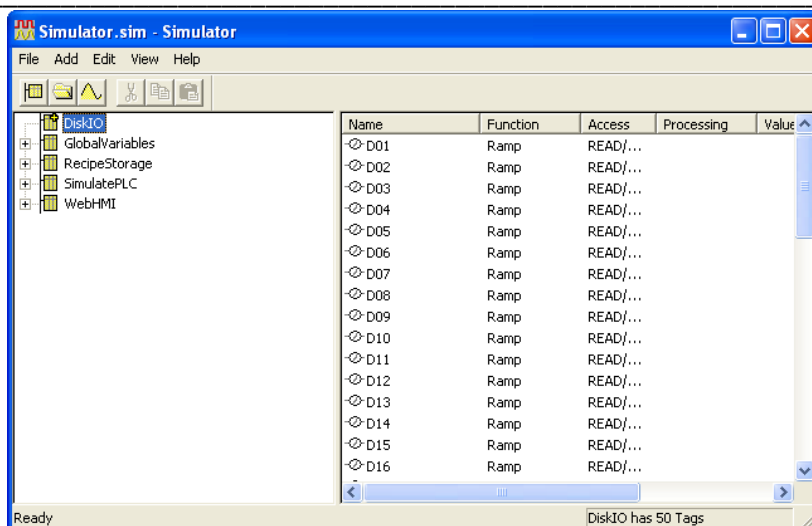 Simulator.sim - Simulator
File Add Edit View Help
DiskIO
GlobalVariables
RecipeStorage
SimulatePLC
WebHMI
Name Function Access Processing Value
D01 Ramp READ/...
D02 Ramp READ/...
D03 Ramp READ/...
D04 Ramp READ/...
D05 Ramp READ/...
D06 Ramp READ/...
D07 Ramp READ/...
D08 Ramp READ/...
D09 Ramp READ/...
D10 Ramp READ/...
D11 Ramp READ/...
D12 Ramp READ/...
D13 Ramp READ/...
D14 Ramp READ/...
D15 Ramp READ/...
D16 Ramp READ/...
Ready DiskIO has 50 Tags